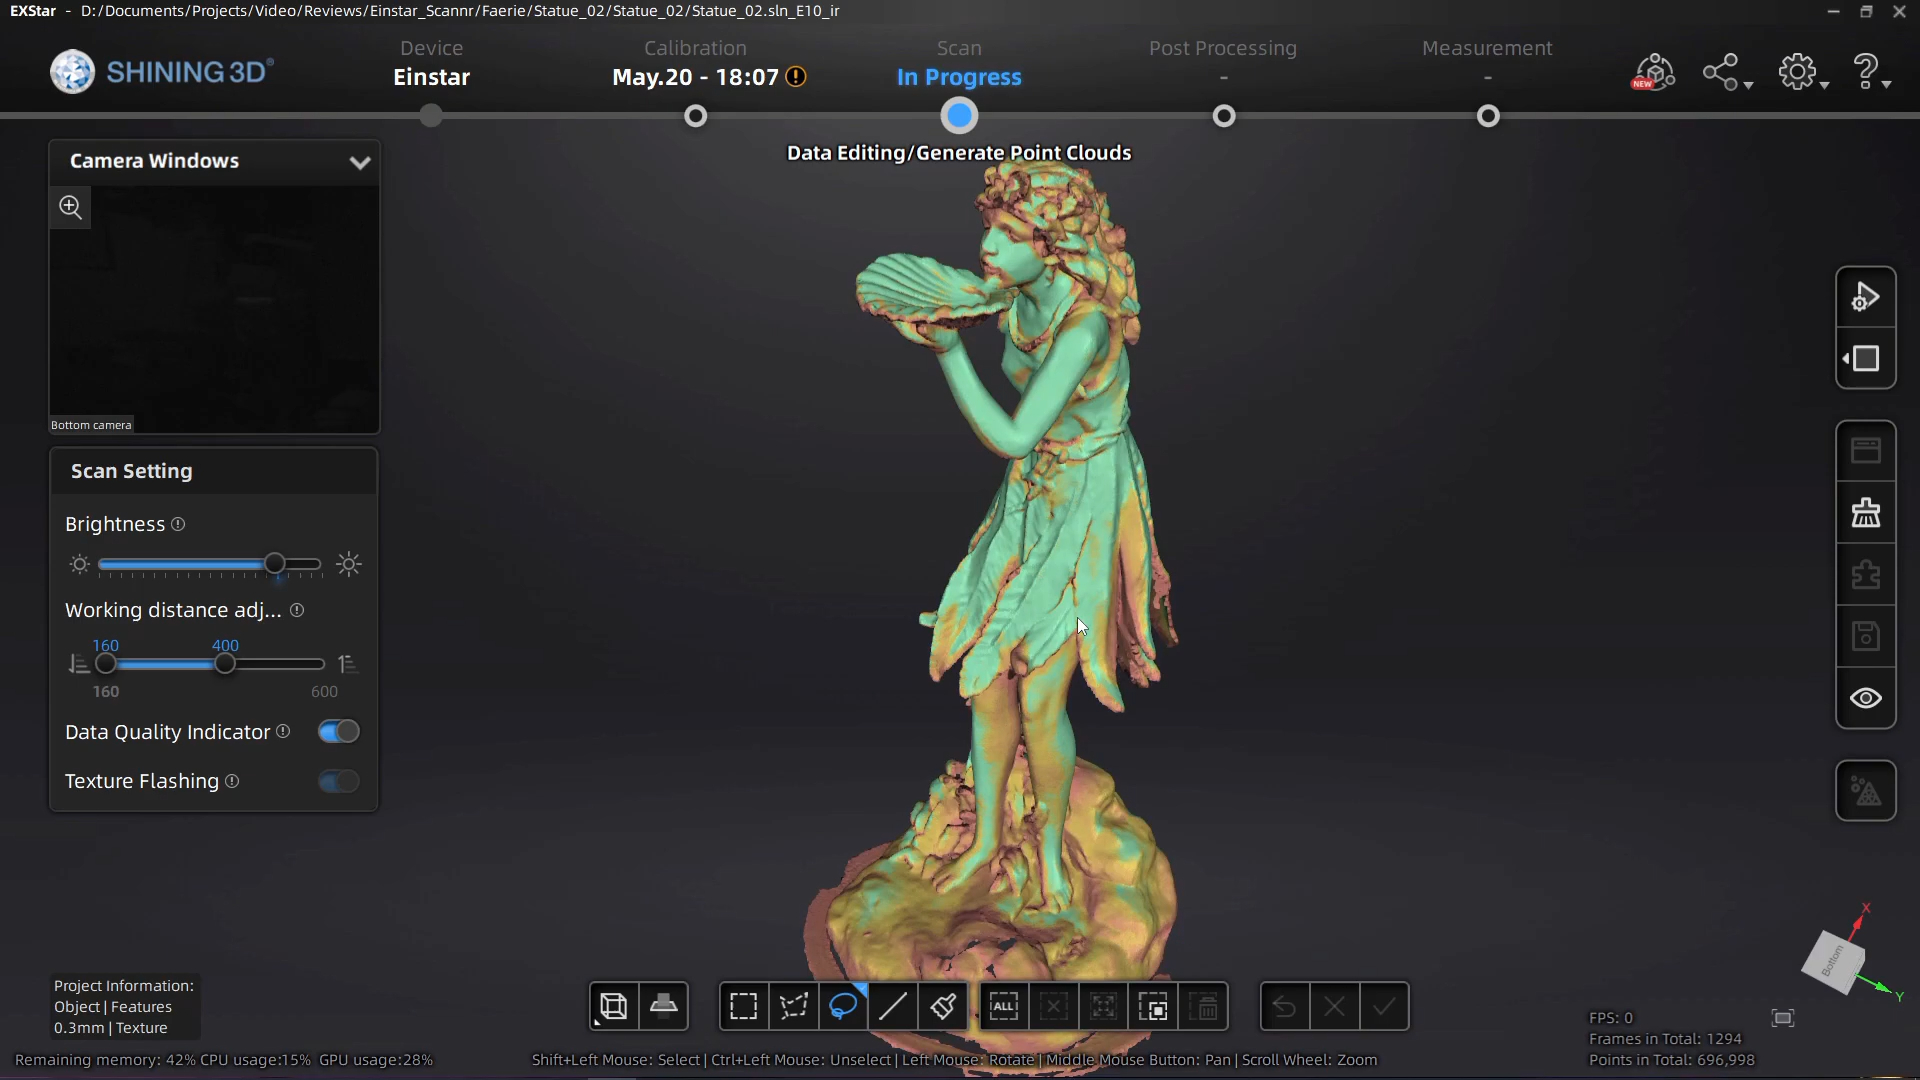 EXStar - D:/Documents/Projects/Video/Reviews/Einstar_Scannr/Faerie/Statue_02/Statue_02/Statue_02.sln_E10_ir
SHINING 3D®
Device
Einstar
Calibration
May.20 - 18:07
Scan
In Progress
Post Processing
-
Measurement
-
NEW
Data Editing/Generate Point Clouds
Camera Windows
Bottom camera
Scan Setting
Brightness
Working distance adj...
160 400
160 600
Data Quality Indicator
Texture Flashing
Project Information:
Object | Features
0.3mm | Texture
ALL
Bottom
X
Y
FPS: 0
Frames in Total: 1294
Points in Total: 696,998
Remaining memory: 42% CPU usage:15% GPU usage:28%
Shift+Left Mouse: Select | Ctrl+Left Mouse: Unselect | Left Mouse: Rotate | Middle Mouse Button: Pan | Scroll Wheel: Zoom